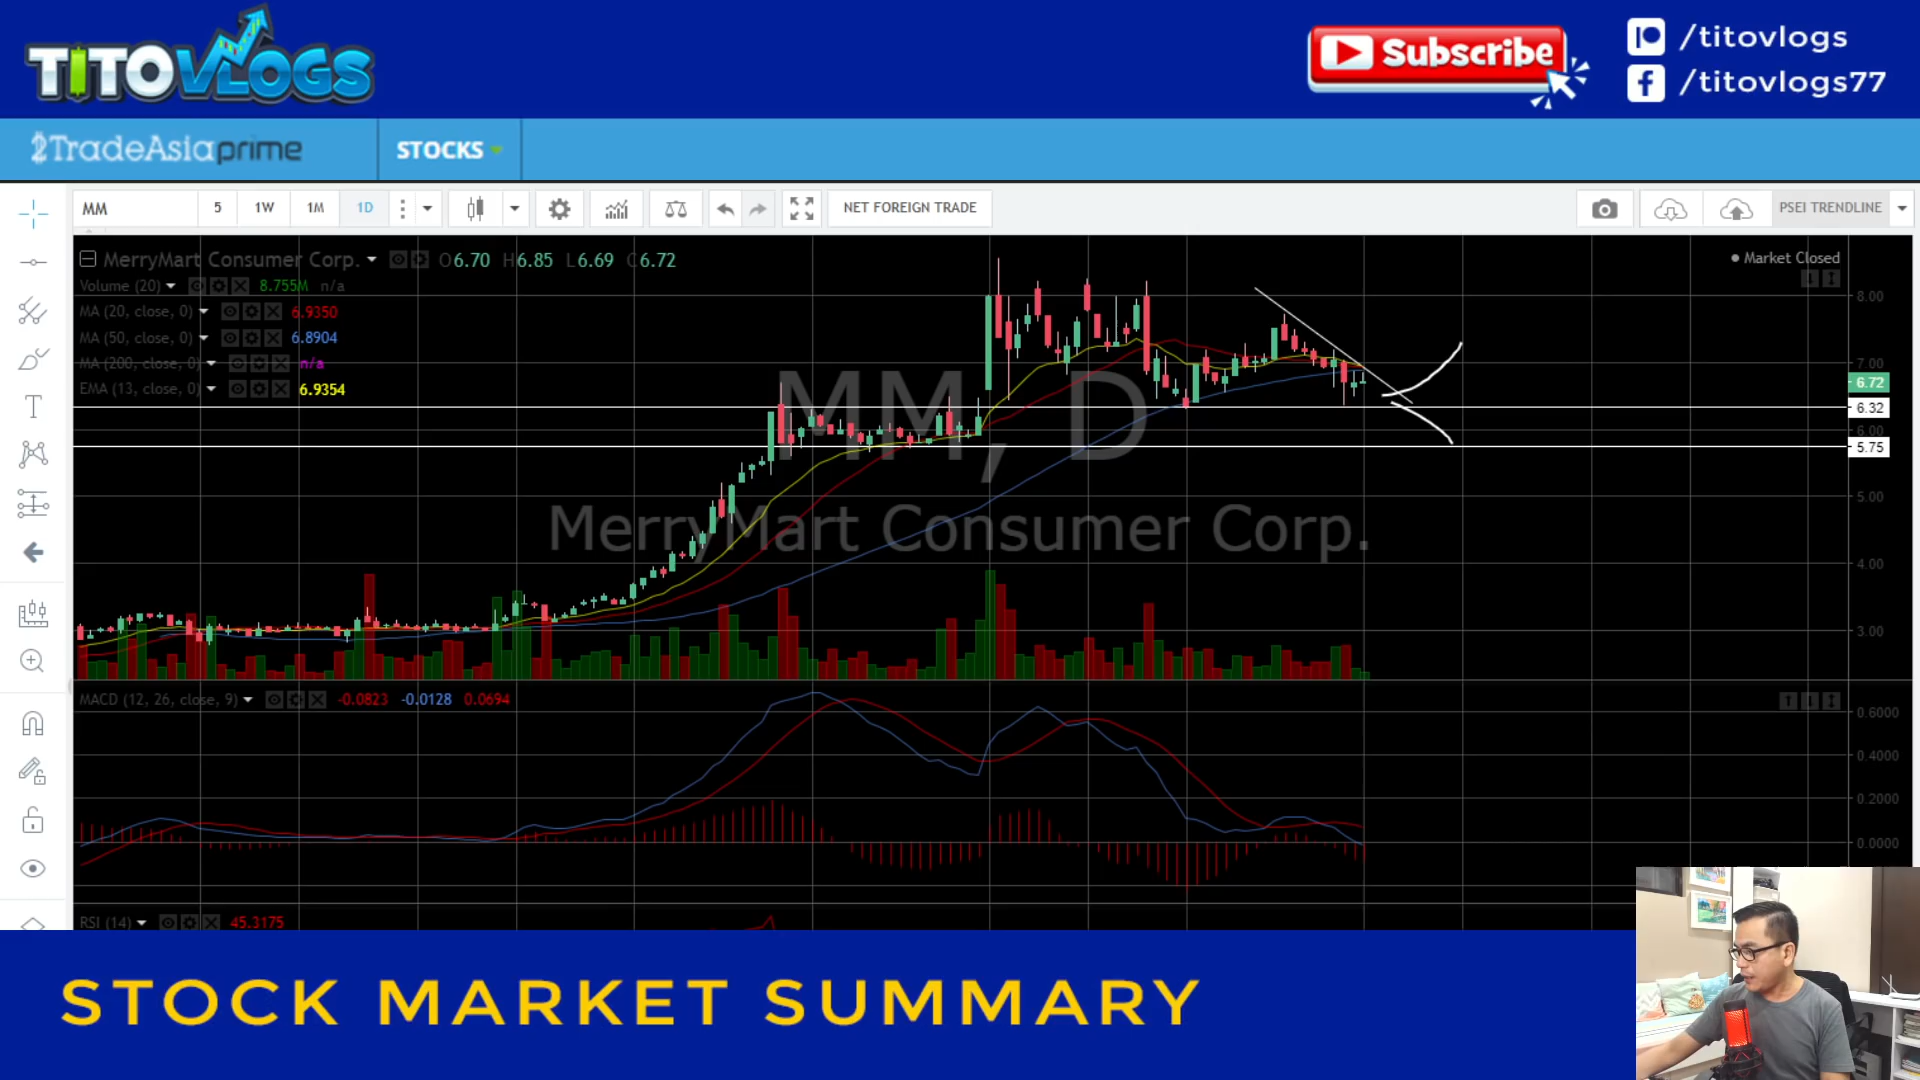 TITOVLOGS
Subscribe
/titovlogs
/titovlogs77
2TradeAsiaprime
STOCKS
MM
5
1W
1M
1D
NET FOREIGN TRADE
PSEI TRENDLINE
MerryMart Consumer Corp.
O6.70 H6.85 L6.69 C6.72
Market Closed
Volume (20) 8.755M n/a
MA (20, close, 0) 6.9350
MA (50, close, 0) 6.8904
MA (200, close, 0) n/a
EMA (13, close, 0) 6.9354
8.00
7.00
6.72
6.32
6.00
5.75
5.00
4.00
3.00
MM, D
MerryMart Consumer Corp.
MACD (12, 26, close, 9) -0.0823 -0.0128 0.0694
0.6000
0.4000
0.2000
0.0000
RSI (14) 45.3175
STOCK MARKET SUMMARY